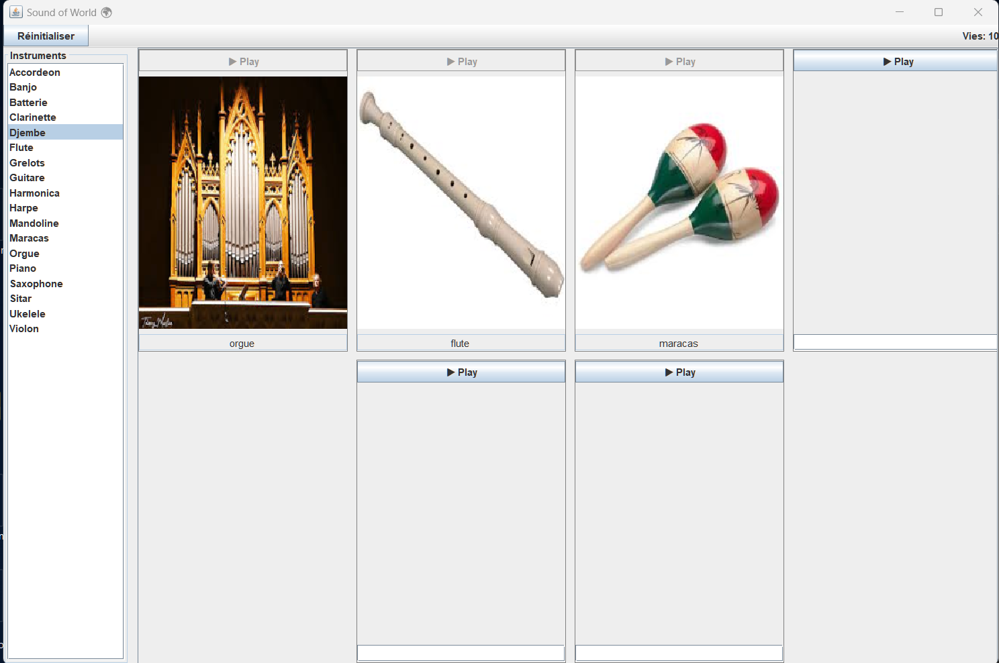 Sound of World
Réinitialiser
Vies: 10
Instruments
Accordeon
Banjo
Batterie
Clarinette
Djembe
Flute
Grelots
Guitare
Harmonica
Harpe
Mandoline
Maracas
Orgue
Piano
Saxophone
Sitar
Ukelele
Violon
▶ Play
▶ Play
▶ Play
▶ Play
orgue
flute
maracas
▶ Play
▶ Play